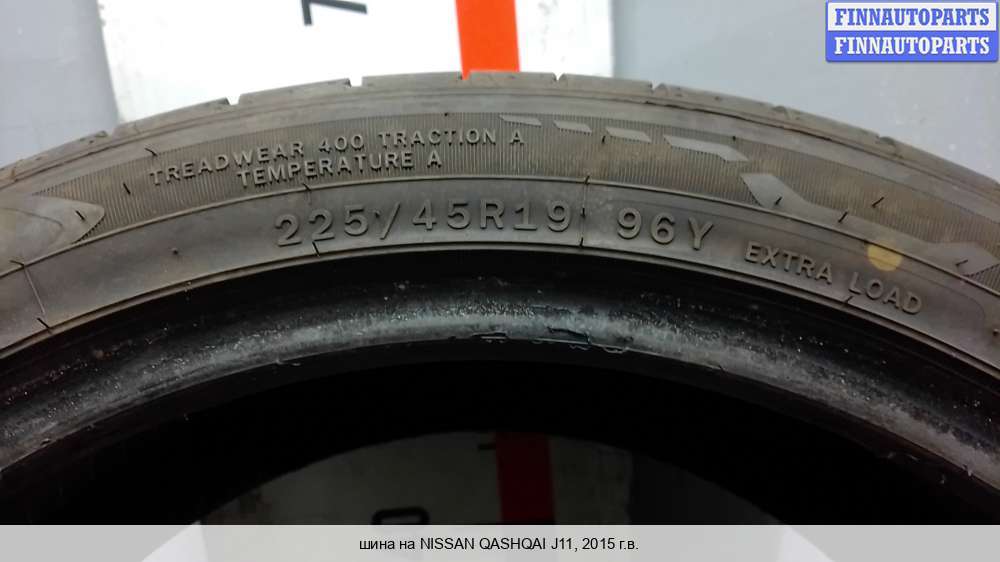 FINNAUTOPARTS
FINNAUTOPARTS
TREADWEAR 400 TRACTION A
TEMPERATURE A
225/45R19 96Y EXTRA LOAD
шина на NISSAN QASHQAI J11, 2015 г.в.